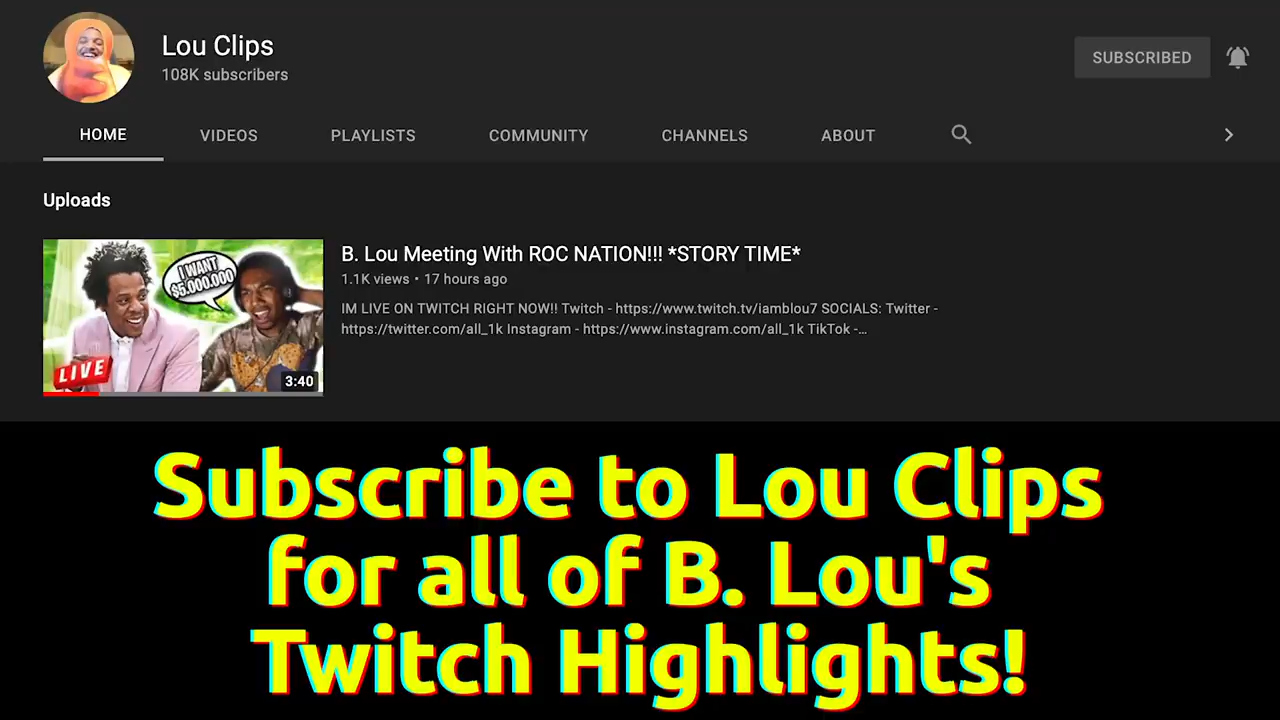 Lou Clips
108K subscribers
SUBSCRIBED
HOME VIDEOS PLAYLISTS COMMUNITY CHANNELS ABOUT
Uploads
I WANT
$5.000.000
LIVE
3:40
B. Lou Meeting With ROC NATION!!! *STORY TIME*
1.1K views • 17 hours ago
IM LIVE ON TWITCH RIGHT NOW!! Twitch - https://www.twitch.tv/iamblou7 SOCIALS: Twitter -
https://twitter.com/all_1k Instagram - https://www.instagram.com/all_1k TikTok -...
Subscribe to Lou Clips
for all of B. Lou's
Twitch Highlights!